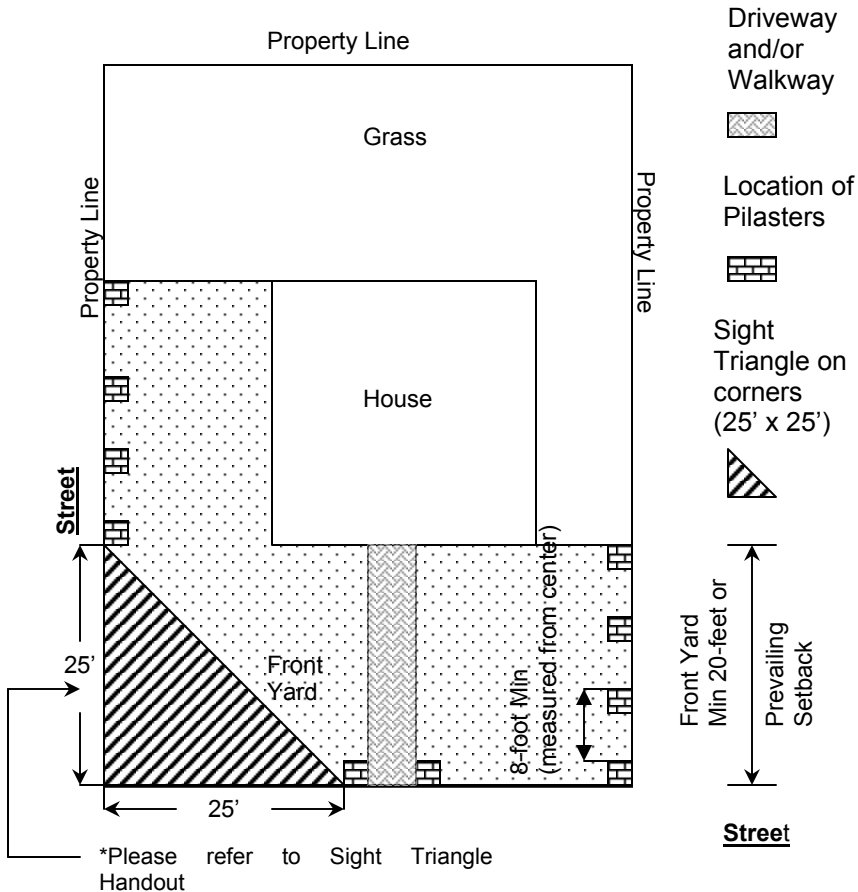 Property Line
Driveway
and/or
Walkway
Grass
Property Line
Property Line
Location of
Pilasters
Sight
Triangle on
corners
(25’ x 25’)
House
Street
25’
Front
Yard
8-foot Min
(measured from center)
Front Yard
Min 20-feet or
Prevailing
Setback
25’
Street
*Please refer to Sight Triangle
Handout